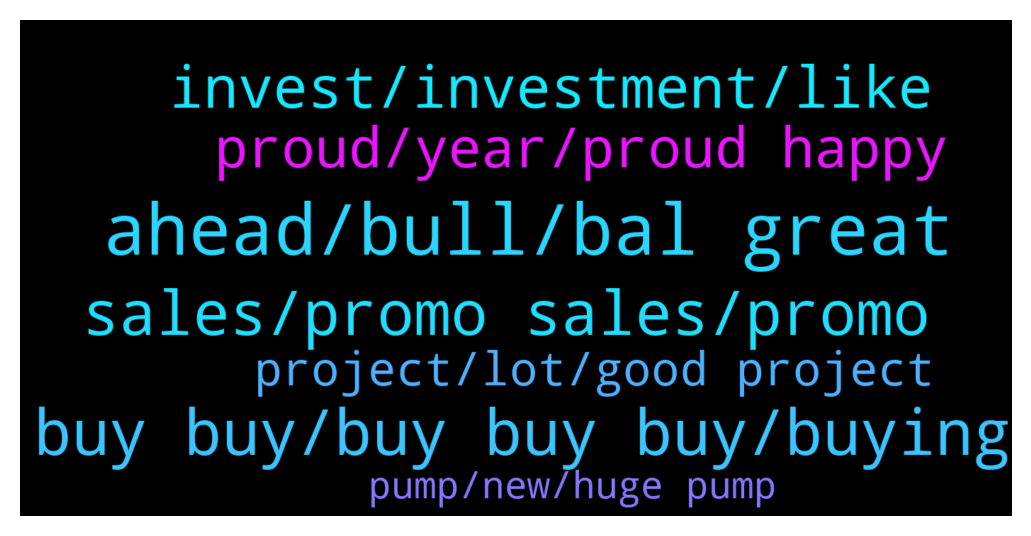 invest/investment/like
proud/year/proud happy
ahead/bull/bal great
sales/promo sales/promo
project/lot/good project
buy buy/buy buy buy/buying
pump/new/huge pump